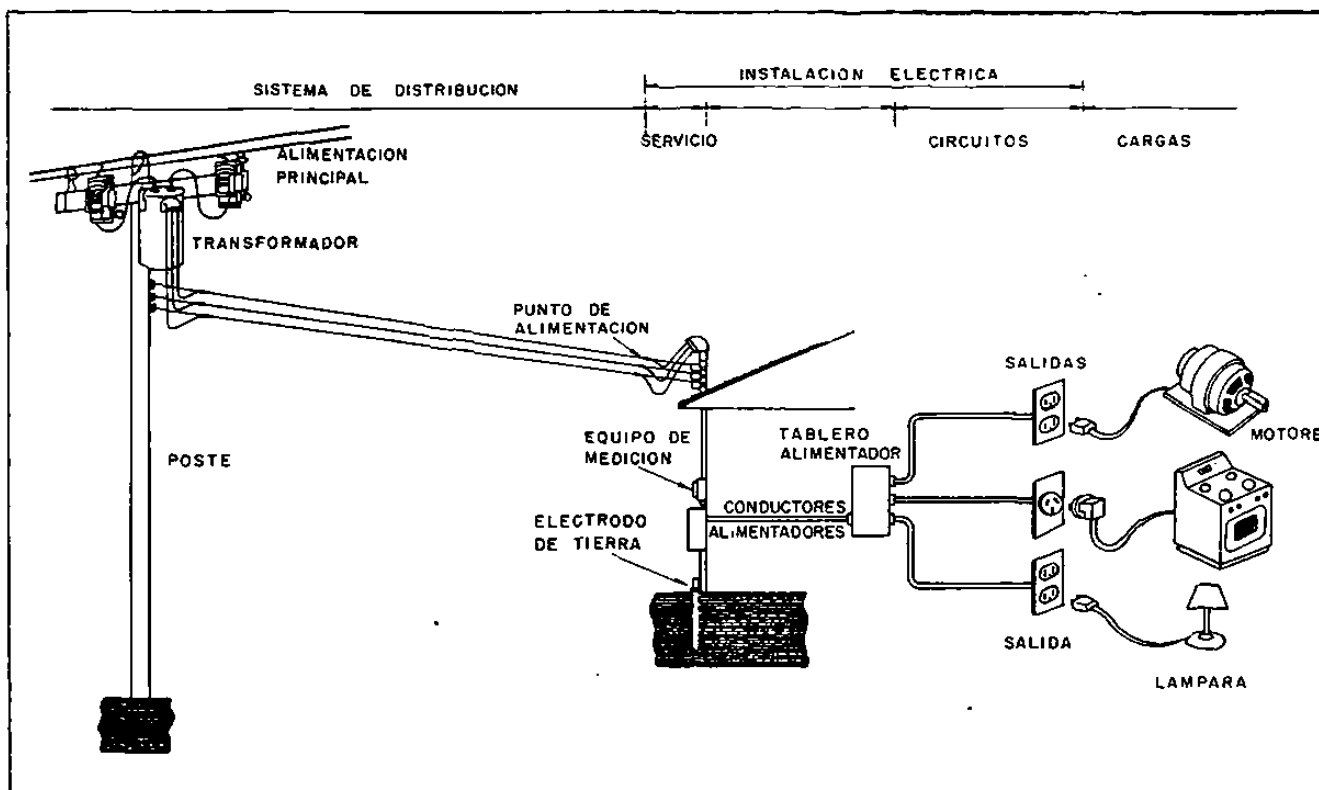 INSTALACION ELECTRICA
SISTEMA DE DISTRIBUCION
SERVICIO
CIRCUITOS
CARGAS
ALIMENTACION
PRINCIPAL
TRANSFORMADOR
PUNTO DE
ALIMENTACION
SALIDAS
MOTORE
EQUIPO DE
MEDICION
TABLERO
ALIMENTADOR
POSTE
CONDUCTORES
ALIMENTADORES
ELECTRODO
DE TIERRA
SALIDA
LAMPARA